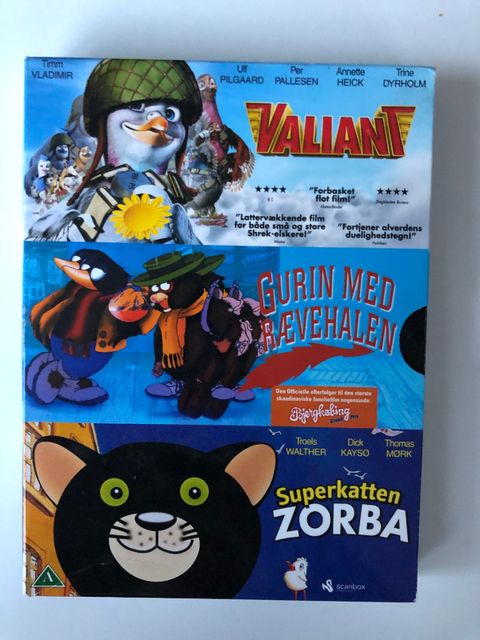 Timm
VLADIMIR
Ulf
PILGAARD
Per
PALLESEN
Annette
HEICK
Trine
DYRHOLM
VALIANT
★★★★
B.T.
"Forbasket
flot film!"
★★★★
"Lattervækkende film
for både små og store
Shrek-elskere!"
"Fortjener alverdens
duelighedstegn!"
Politiken
GURIN MED
RÆVEHALEN
Den Officielle efterfølger til den største
skandinaviske familiefilm nogensinde:
Bjergkøbing
Troels
WALTHER
Dick
KAYSØ
Thomas
MØRK
Superkatten
ZORBA
A
scanbox